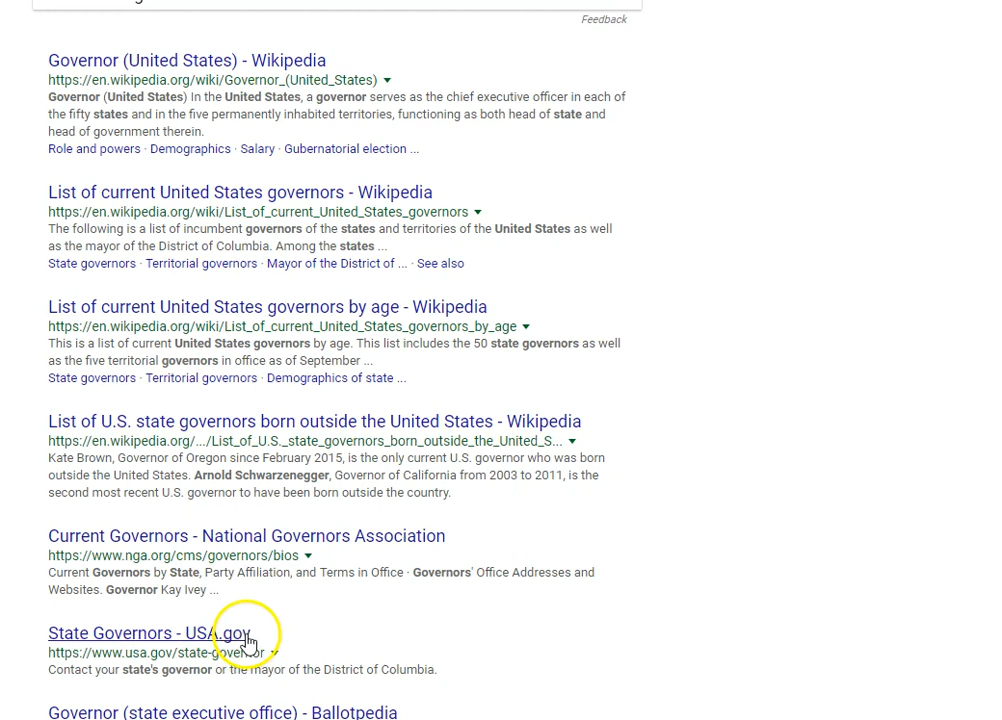 Feedback
Governor (United States) - Wikipedia
https://en.wikipedia.org/wiki/Governor_(United_States)
Governor (United States) In the United States, a governor serves as the chief executive officer in each of
the fifty states and in the five permanently inhabited territories, functioning as both head of state and
head of government therein.
Role and powers · Demographics · Salary · Gubernatorial election ...
List of current United States governors - Wikipedia
https://en.wikipedia.org/wiki/List_of_current_United_States_governors
The following is a list of incumbent governors of the states and territories of the United States as well
as the mayor of the District of Columbia. Among the states ...
State governors · Territorial governors · Mayor of the District of ... · See also
List of current United States governors by age - Wikipedia
https://en.wikipedia.org/wiki/List_of_current_United_States_governors_by_age
This is a list of current United States governors by age. This list includes the 50 state governors as well
as the five territorial governors in office as of September ...
State governors · Territorial governors · Demographics of state ...
List of U.S. state governors born outside the United States - Wikipedia
https://en.wikipedia.org/.../List_of_U.S._state_governors_born_outside_the_United_S...
Kate Brown, Governor of Oregon since February 2015, is the only current U.S. governor who was born
outside the United States. Arnold Schwarzenegger, Governor of California from 2003 to 2011, is the
second most recent U.S. governor to have been born outside the country.
Current Governors - National Governors Association
https://www.nga.org/cms/governors/bios
Current Governors by State, Party Affiliation, and Terms in Office · Governors' Office Addresses and
Websites. Governor Kay Ivey ...
State Governors - USA.gov
https://www.usa.gov/state-governor
Contact your state's governor or the mayor of the District of Columbia.
Governor (state executive office) - Ballotpedia